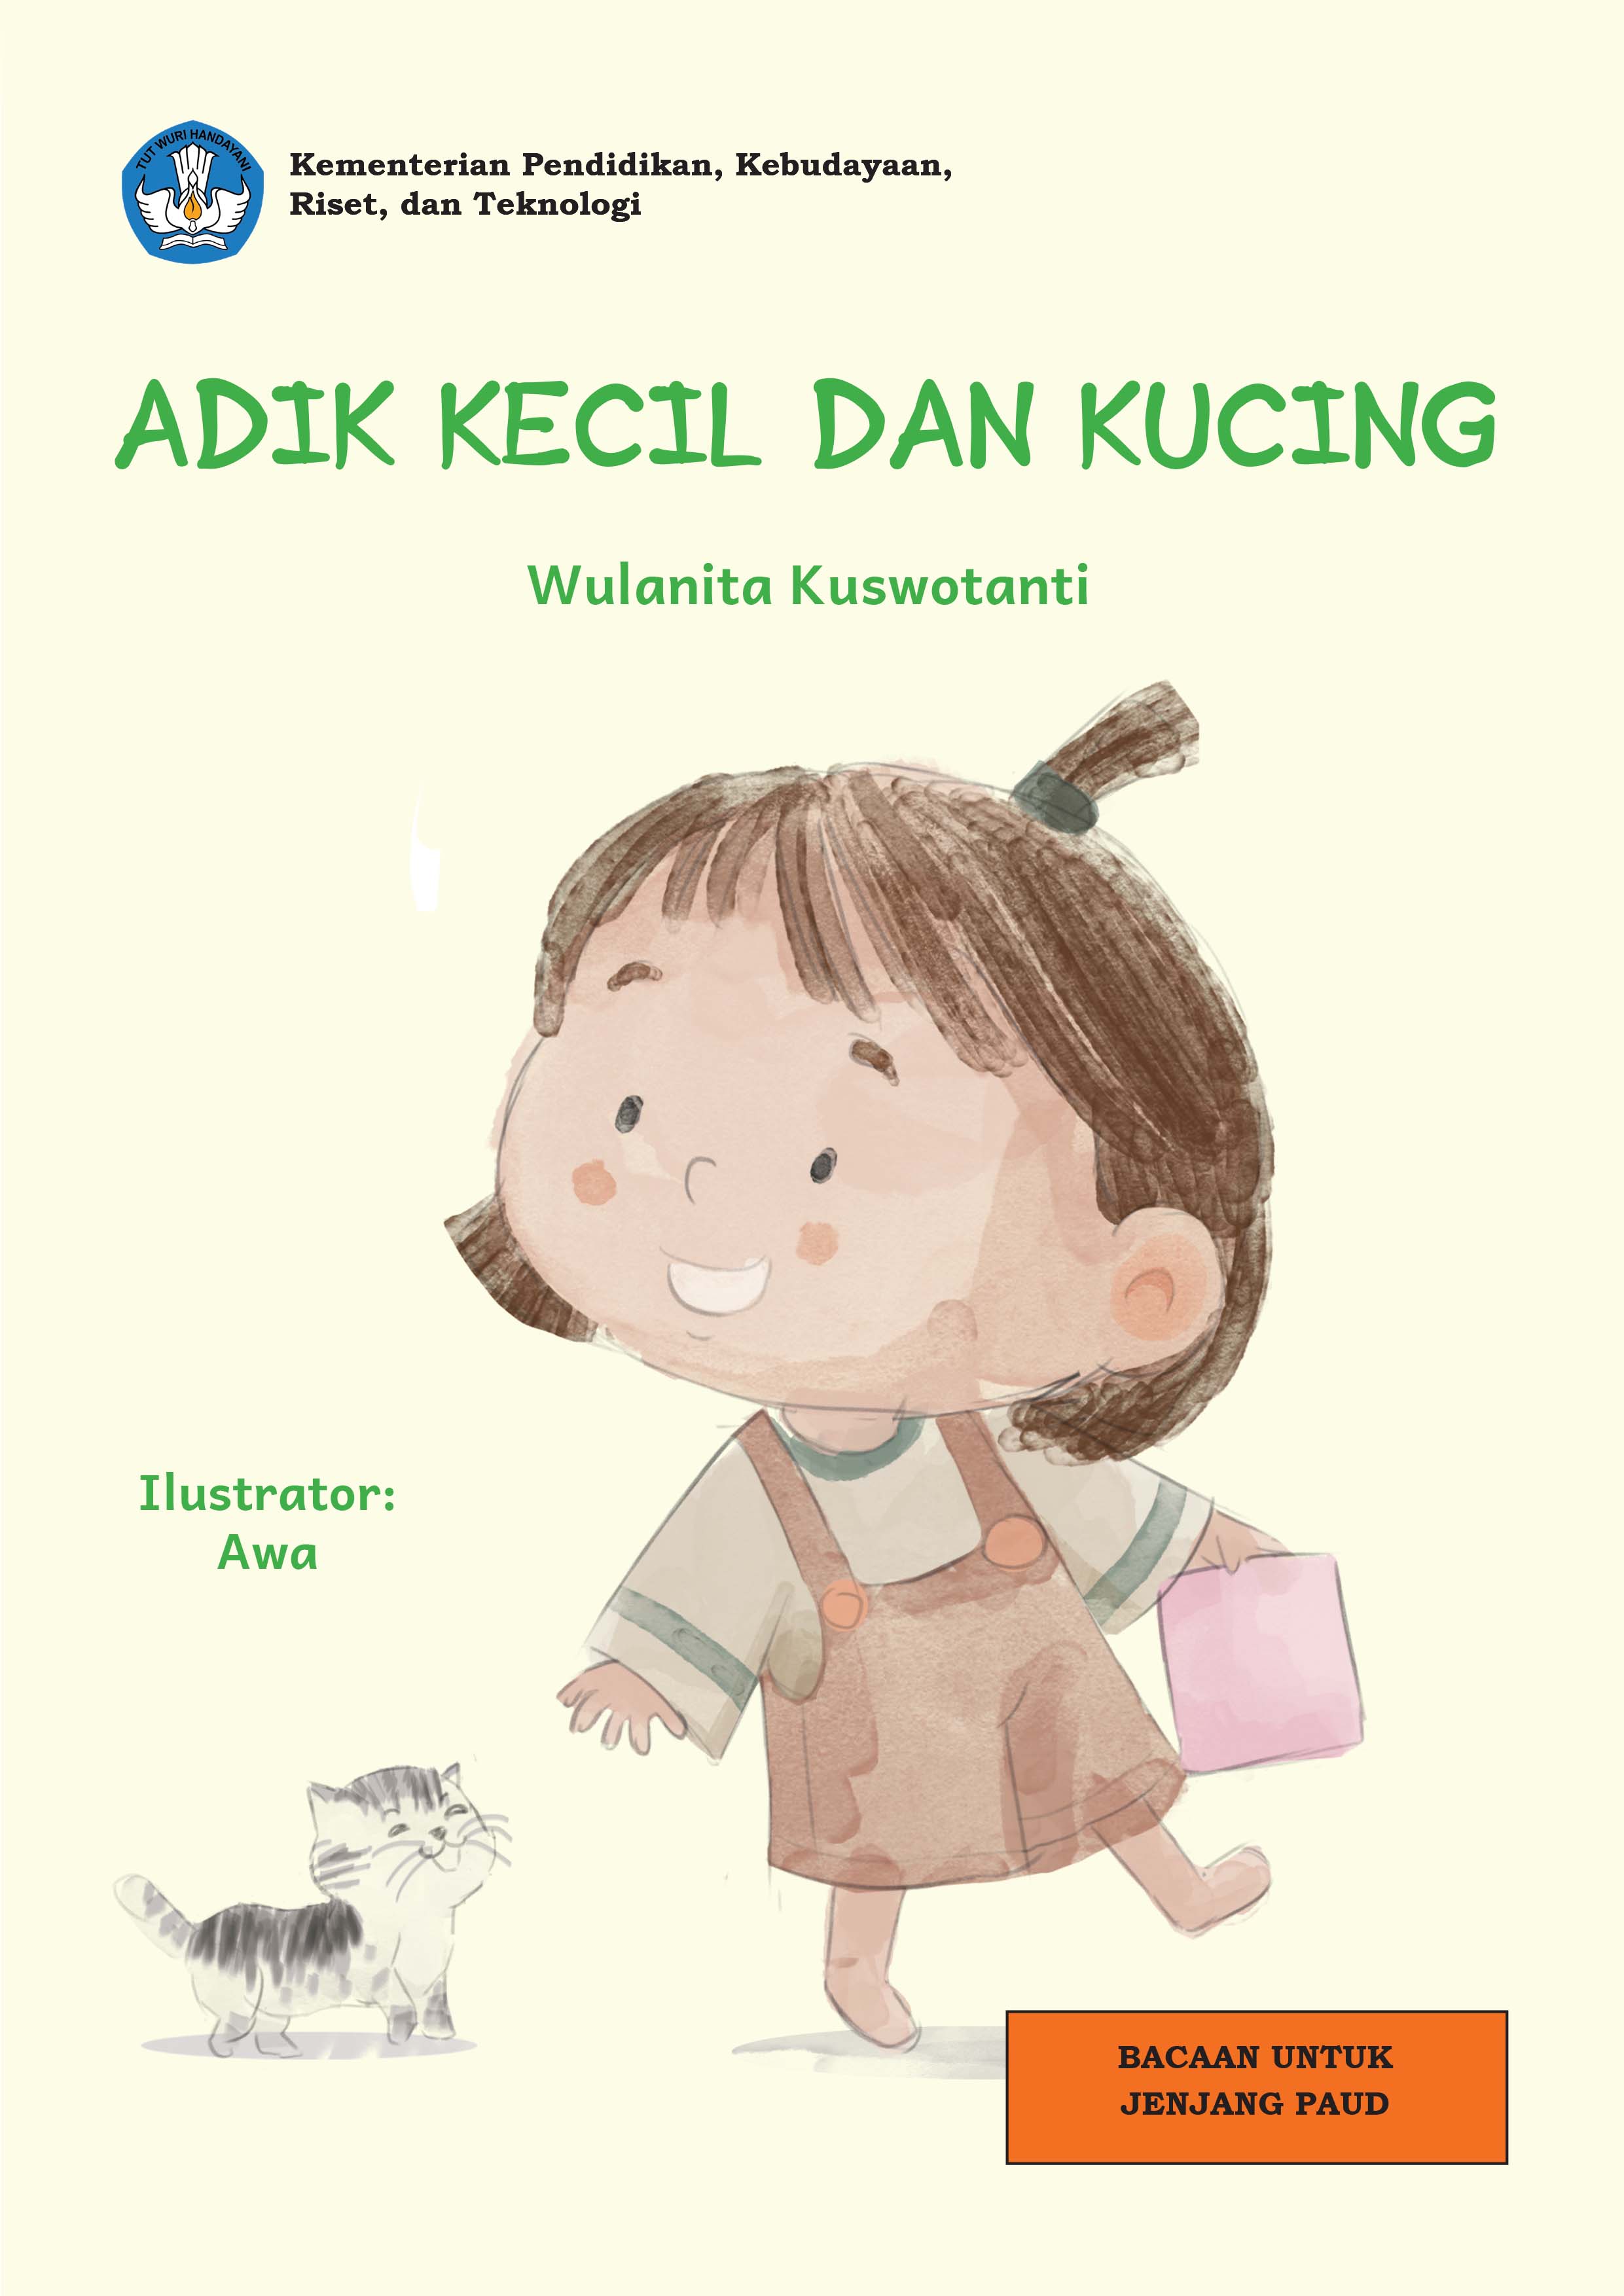 TUT WURI HANDAYANI
Kementerian Pendidikan, Kebudayaan,
Riset, dan Teknologi
ADIK KECIL DAN KUCING
Wulanita Kuswotanti
Ilustrator:
Awa
BACAAN UNTUK
JENJANG PAUD